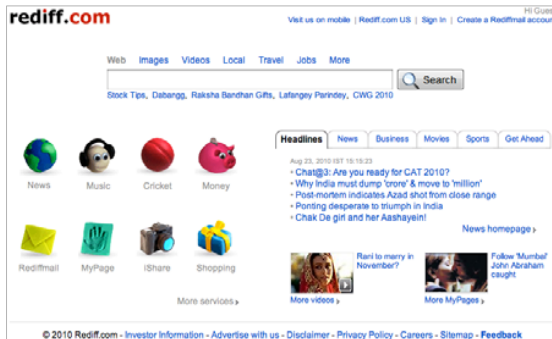 rediff.com
Hi Gues
Visit us on mobile | Rediff.com US | Sign In | Create a Rediffmail accoun
Web Images Videos Local Travel Jobs More
Search
Stock Tips, Dabangg, Raksha Bandhan Gifts, Lafangey Parindey, CWG 2010
News Music Cricket Money
Rediffmail MyPage iShare Shopping
More services
Headlines News Business Movies Sports Get Ahead
Aug 23, 2010 IST 15:15:23
Chat@3: Are you ready for CAT 2010?
Why India must dump 'crore' & move to 'million'
Post-mortem indicates Azad shot from close range
Ponting desperate to triumph in India
Chak De girl and her Aashayein!
News homepage
Rani to marry in
November?
More videos
Follow 'Mumbai'
John Abraham
caught
More MyPages
© 2010 Rediff.com - Investor Information - Advertise with us - Disclaimer - Privacy Policy - Careers - Sitemap - Feedback